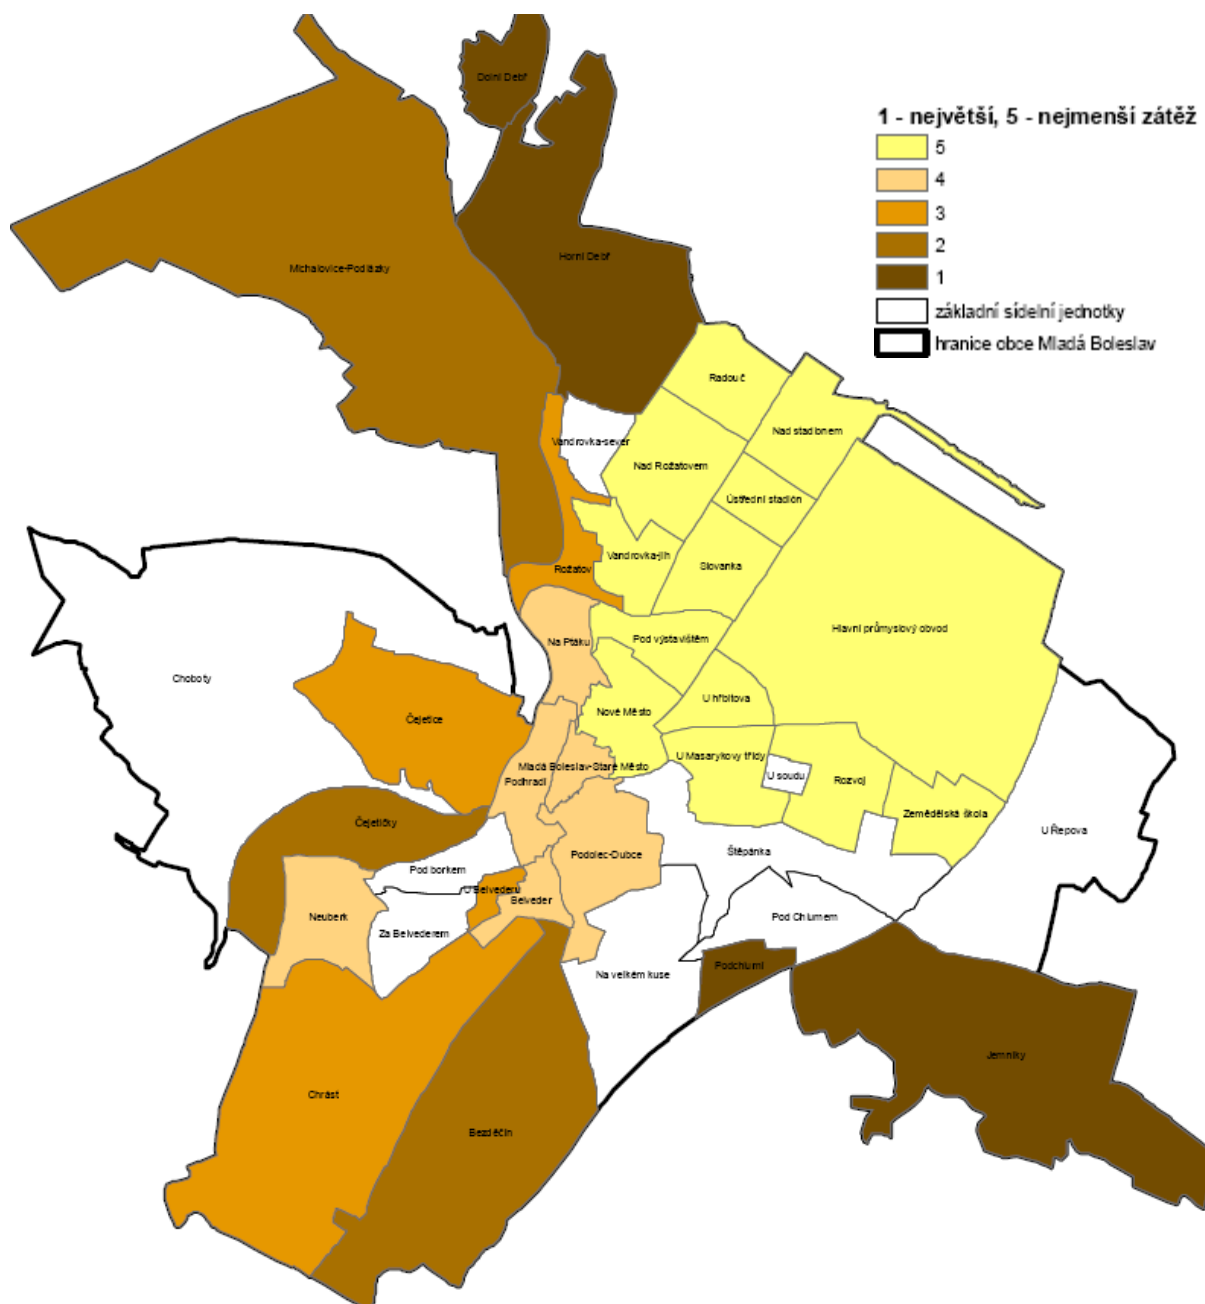 Dolní Debř
1 - největší, 5 - nejmenší zátěž
5
4
3
2
1
základní sídelní jednotky
hranice obce Mladá Boleslav
Horní Debř
Michalovice-Podlázky
Radouč
Nad stadionem
Vandrovka-sever
Nad Rožatovem
Ústřední stadión
Vandrovka-jih
Slovanka
Rožatov
Hlavní průmyslový obvod
Pod výstavištěm
Na Ptáku
Choboty
U hřbitova
Nové Město
Čejetice
U Masarykovy třídy
Mladá Boleslav-Staré Město
U soudu
Rozvoj
Podhradí
Zemědělská škola
Čejetičky
U Řepova
Štěpánka
Podolec-Dubce
Pod borkem
U Belvederu
Belveder
Neuberk
Pod Chlumem
Za Belvederem
Na velkém kuse
Podchlumí
Jemníky
Chrást
Bezděčín